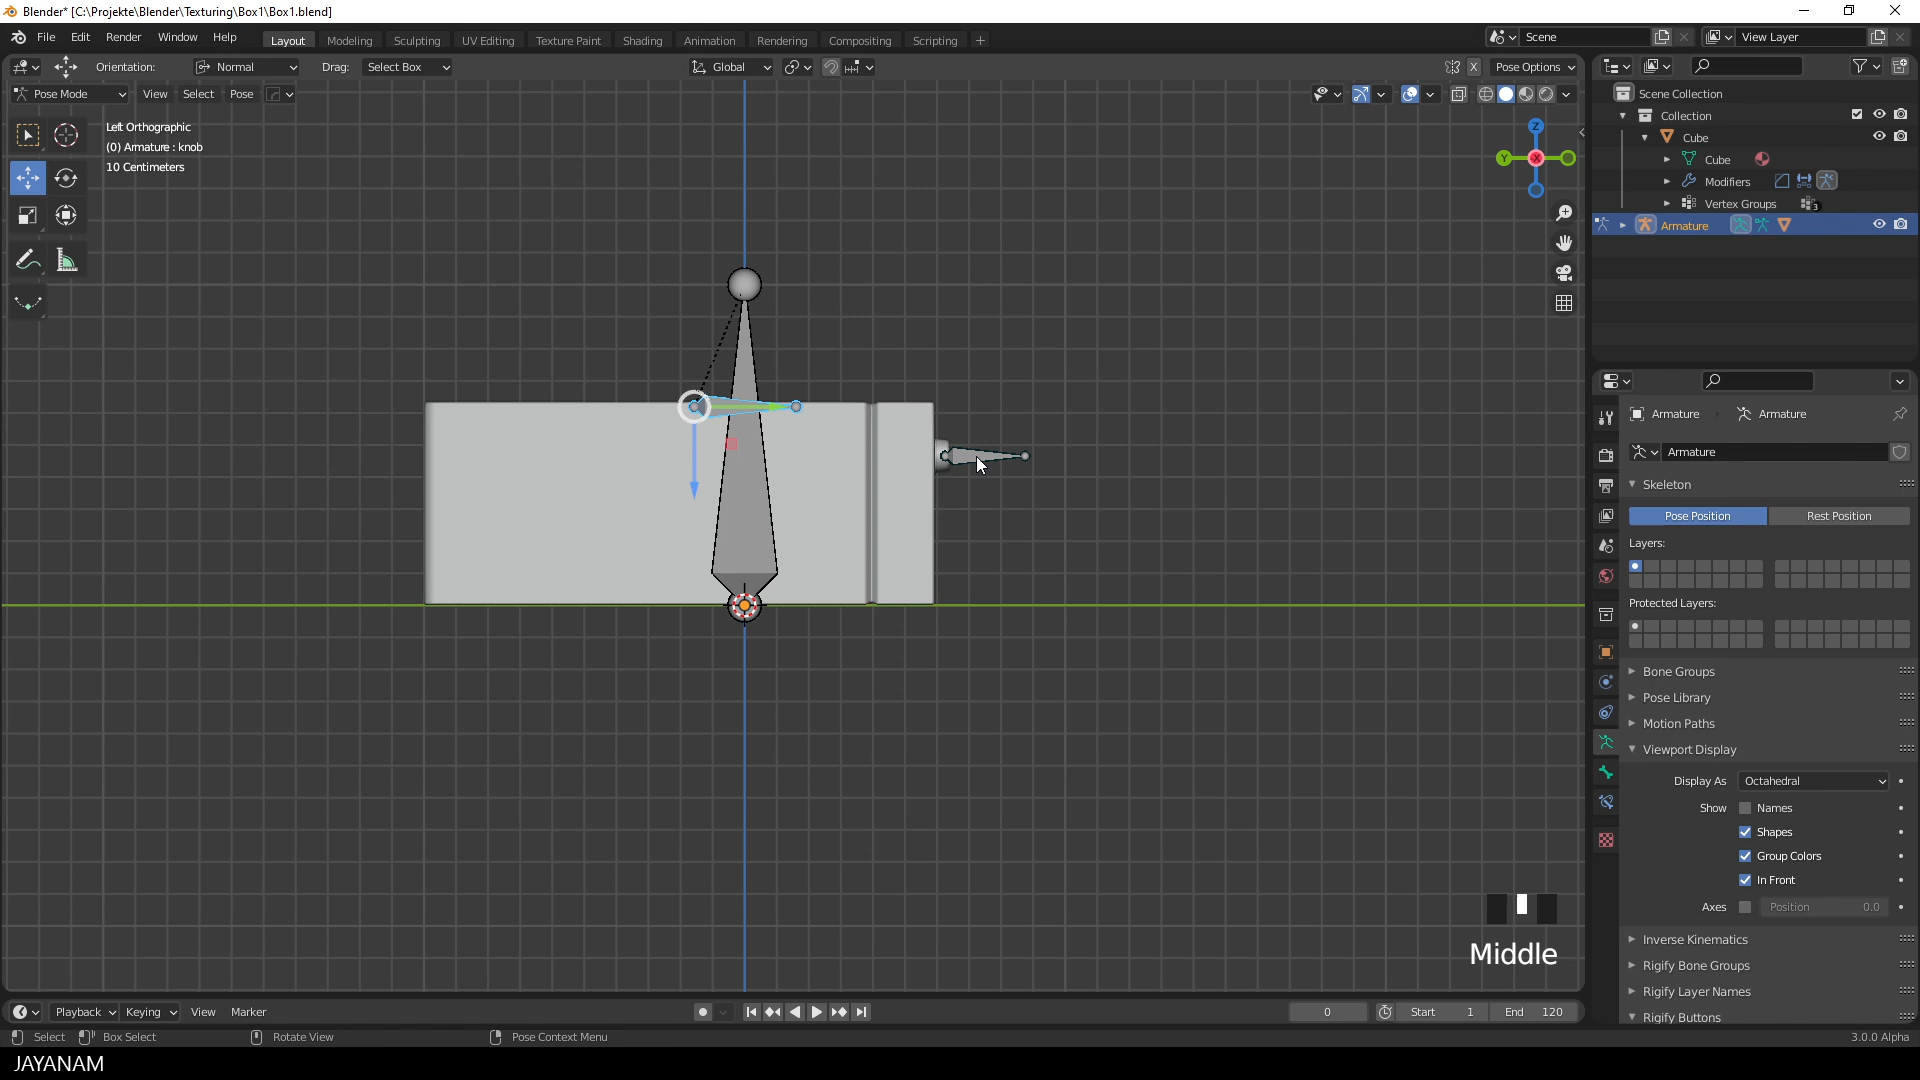 Blender* [C:\Projekte\Blender\Texturing\Box1\Box1.blend]
File Edit Render Window Help Layout Modeling Sculpting UV Editing Texture Paint Shading Animation Rendering Compositing Scripting Scene View Layer
Orientation: Normal Drag: Select Box Global X Pose Options
Pose Mode View Select Pose
Left Orthographic
(0) Armature : knob
10 Centimeters
Z
Y X
Scene Collection
Collection
Cube
Cube
Modifiers
Vertex Groups 3
Armature
Armature Armature
Armature
Skeleton
Pose Position Rest Position
Layers:
Protected Layers:
Bone Groups
Pose Library
Motion Paths
Viewport Display
Display As Octahedral
Show Names
Shapes
Group Colors
In Front
Axes Position 0.0
Inverse Kinematics
Rigify Bone Groups
Rigify Layer Names
Rigify Buttons
Middle
Playback Keying View Marker 0 Start 1 End 120
Select Box Select Rotate View Pose Context Menu 3.0.0 Alpha
JAYANAM